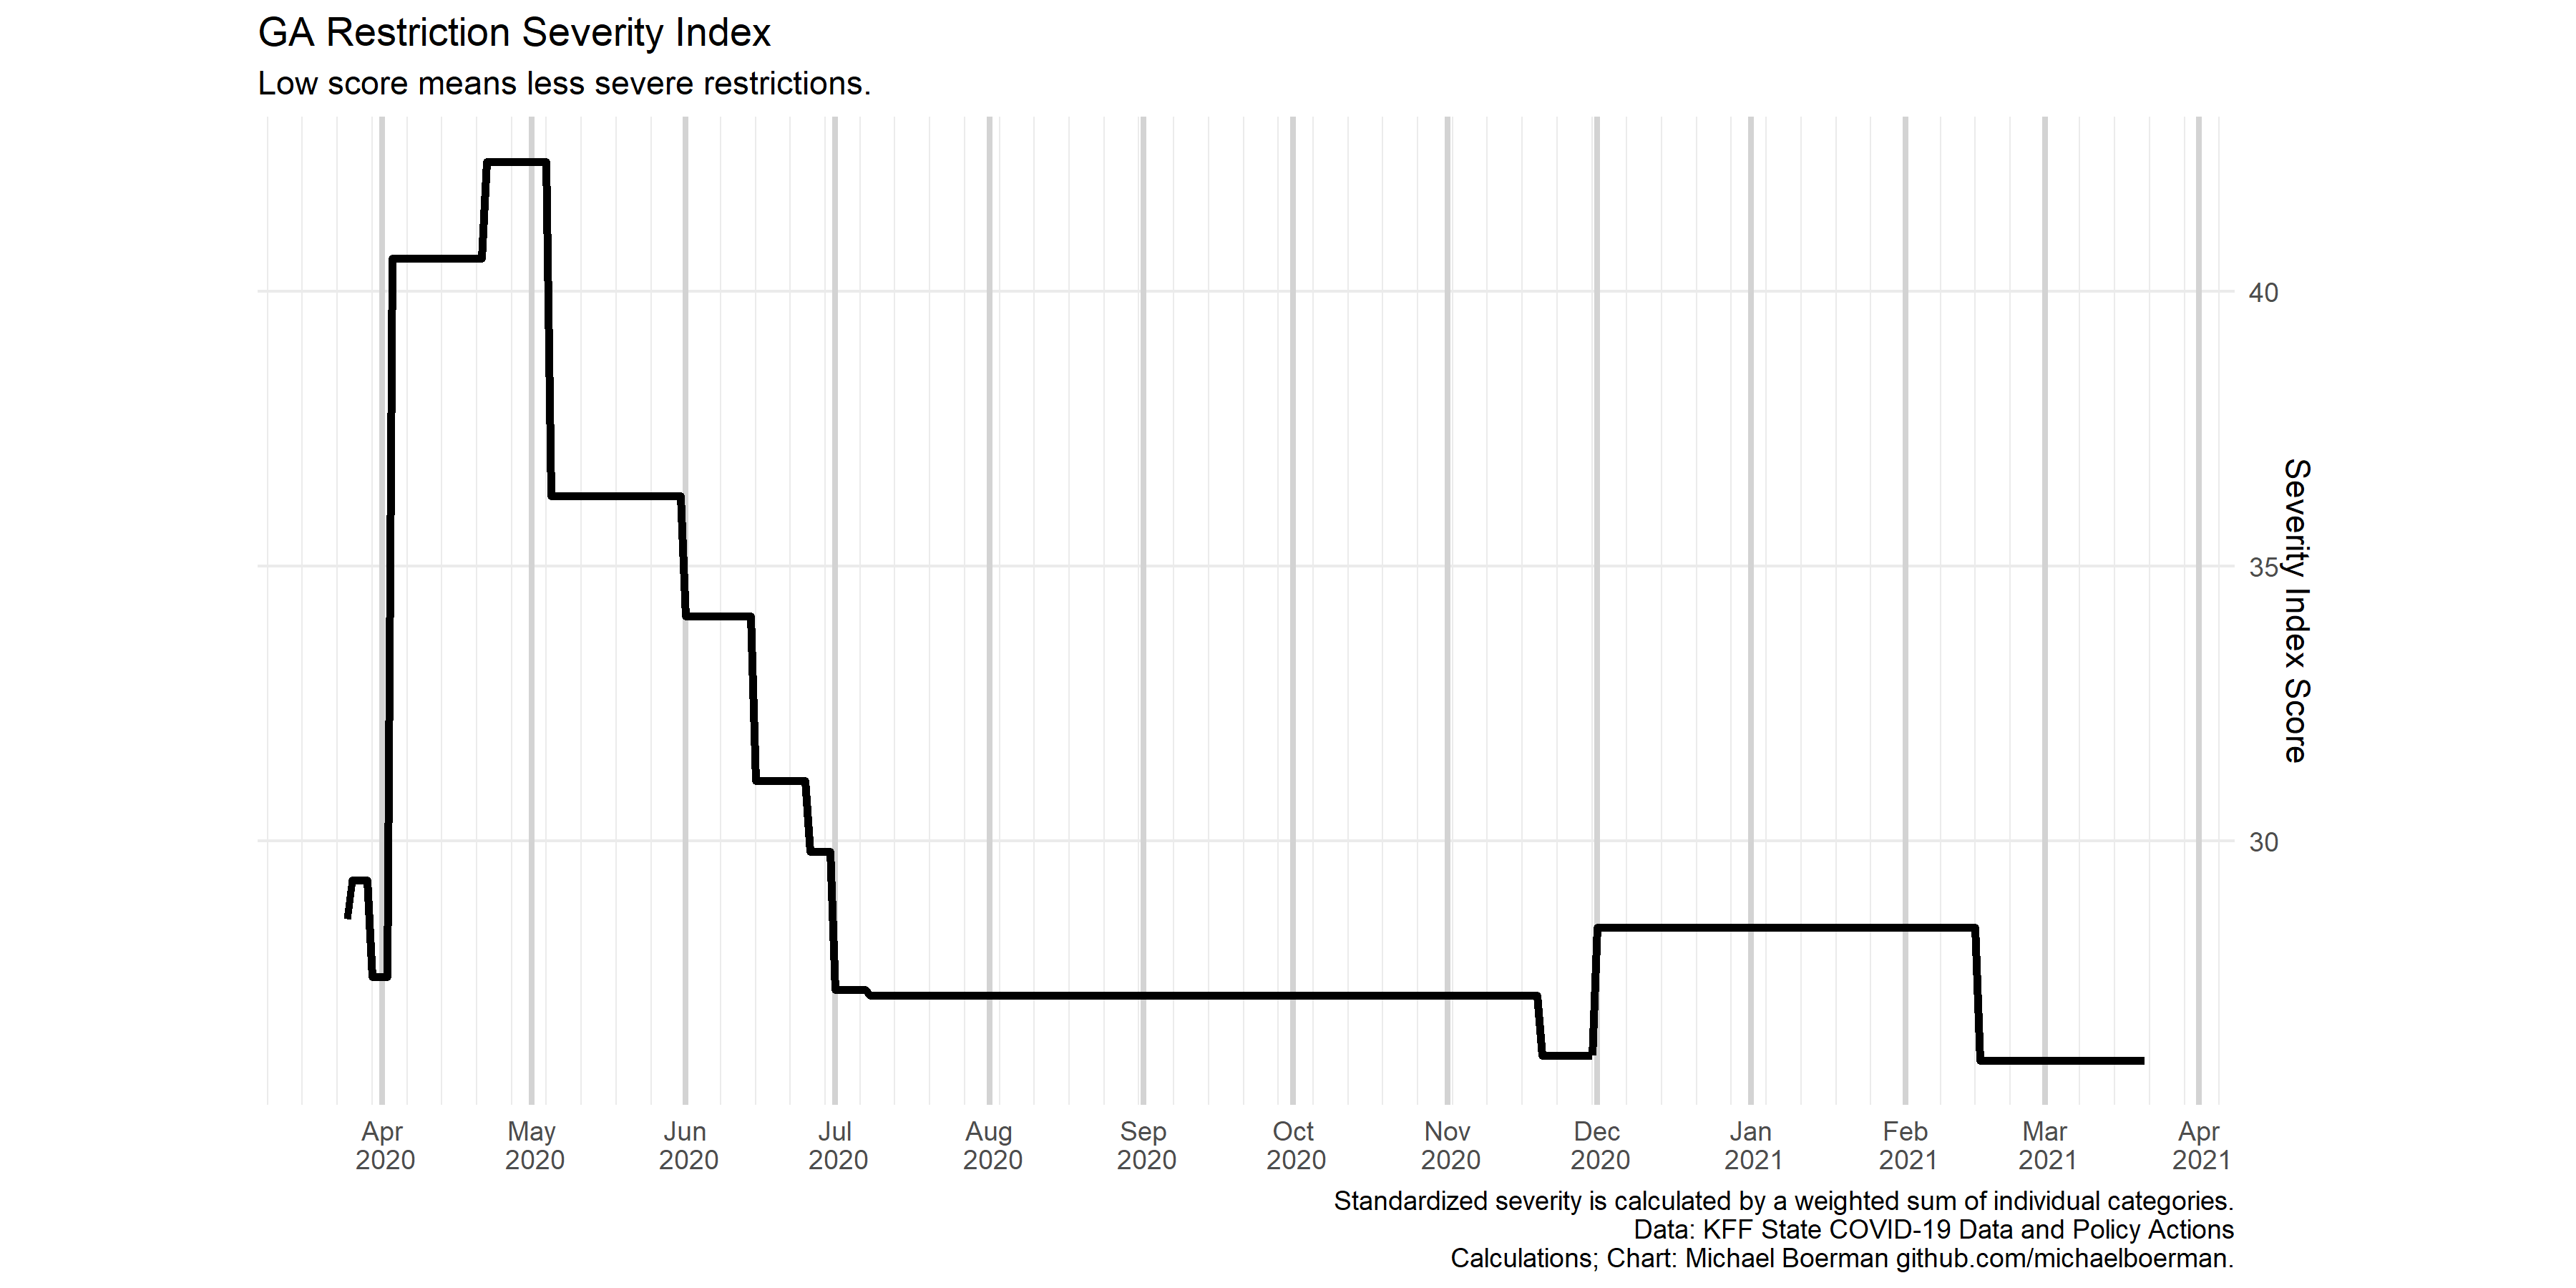 GA Restriction Severity Index
Low score means less severe restrictions.
40
35
30
Severity Index Score
Apr May Jun Jul Aug Sep Oct Nov Dec Jan Feb Mar Apr
2020 2020 2020 2020 2020 2020 2020 2020 2020 2021 2021 2021 2021
Standardized severity is calculated by a weighted sum of individual categories.
Data: KFF State COVID-19 Data and Policy Actions
Calculations; Chart: Michael Boerman github.com/michaelboerman.